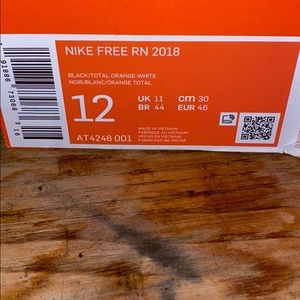 NIKE FREE RN 2018
BLACK/TOTAL ORANGE-WHITE
NOIR/BLANC/ORANGE TOTAL
12
UK 11
cm 30
BR 44
EUR 46
AT4246 001
MADE IN VIETNAM/
FABRIQUE AU VIETNAM/
HECHO EN VIETNAM/
FABRICADO NO VIETNÃ